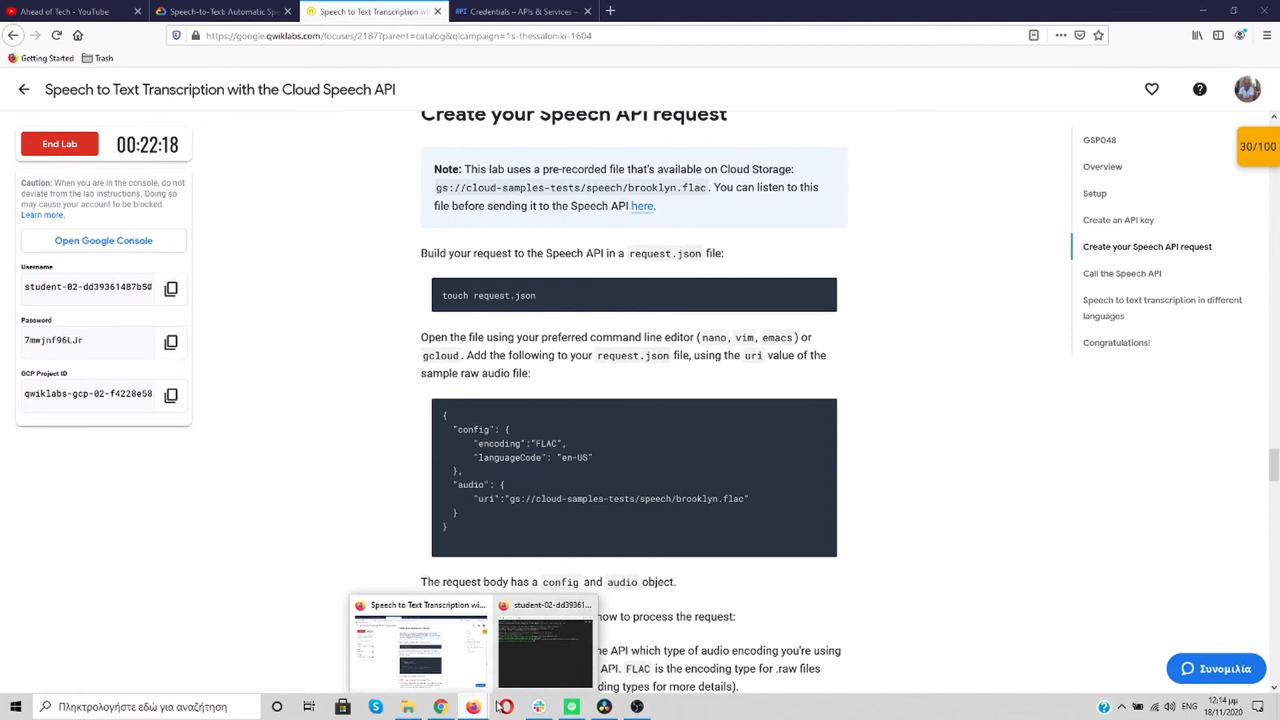 Ahead of Tech - YouTube
Speech-to-Text: Automatic Spe
Speech to Text Transcription wit
API Credentials – APIs & Services –
https://google.qwiklabs.com/focuses/2187?parent=catalog&qlcampaign=1s-thessaloniki-1604
Getting Started
Trash
Speech to Text Transcription with the Cloud Speech API
End Lab
00:22:18
Caution: When you are in the console, do not
deviate from the lab instructions. Doing so
may cause your account to be blocked.
Learn more.
Open Google Console
Username
student-02-dd39361487b50
Password
7mwjnf96LJr
GCP Project ID
qwiklabs-gcp-02-f4228e58
Create your Speech API request
Note: This lab uses a pre-recorded file that's available on Cloud Storage:
gs://cloud-samples-tests/speech/brooklyn.flac. You can listen to this
file before sending it to the Speech API here.
Build your request to the Speech API in a request.json file:
touch request.json
Open the file using your preferred command line editor (nano, vim, emacs) or
gcloud. Add the following to your request.json file, using the uri value of the
sample raw audio file:
{
"config": {
"encoding":"FLAC",
"languageCode": "en-US"
},
"audio": {
"uri":"gs://cloud-samples-tests/speech/brooklyn.flac"
}
}
The request body has a config and audio object.
how to process the request:
e API which type of audio encoding you're using
API. FLAC is the encoding type for .raw files
ding types for more details).
GSP048
Overview
Setup
Create an API key
Create your Speech API request
Call the Speech API
Speech to text transcription in different
languages
Congratulations!
30/100
Συνομιλία
Speech to Text Transcription wi...
student-02-dd39361...
Πληκτρολογήστε εδώ για αναζήτηση
ENG
12:14 μμ
18/11/2020